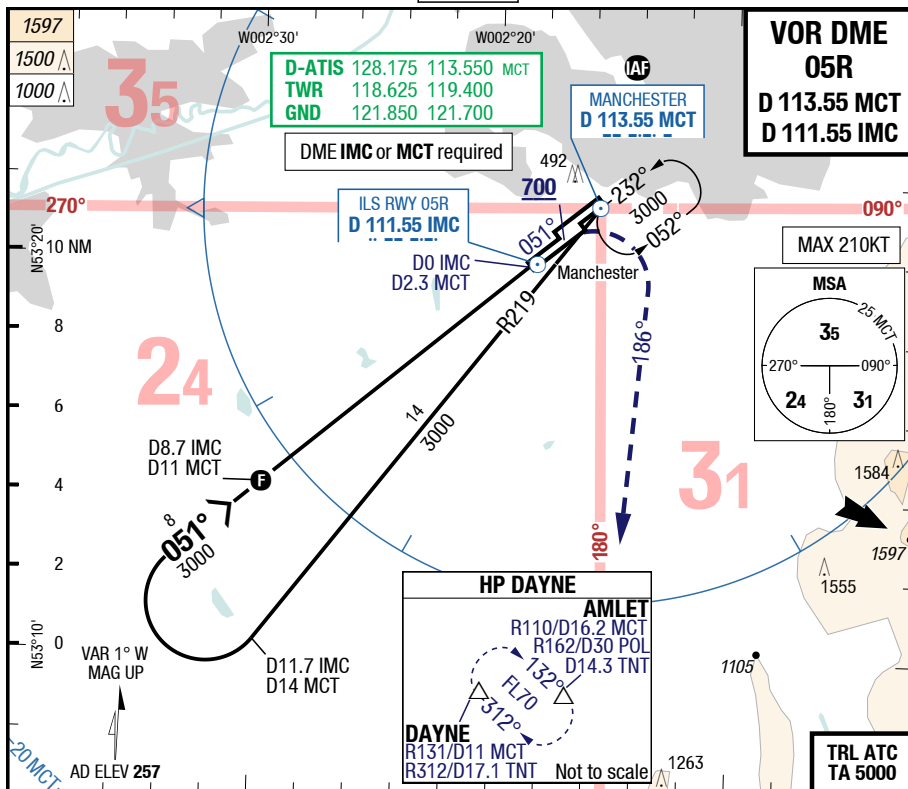 1597
1500
1000
35
W002°30'
W002°20'
D-ATIS 128.175 113.550 MCT
TWR 118.625 119.400
GND 121.850 121.700
DME IMC or MCT required
IAF
MANCHESTER
D 113.55 MCT
VOR DME
05R
D 113.55 MCT
D 111.55 IMC
492
700
ILS RWY 05R
D 111.55 IMC
232°
3000
052°
270°
090°
051°
N53°20'
10 NM
D0 IMC
D2.3 MCT
Manchester
MAX 210KT
MSA
25 MCT
35
270°
090°
24
180°
31
R219
186°
8
24
6
14
3000
D8.7 IMC
D11 MCT
F
4
31
1584
8
051°
3000
180°
1597
2
1555
HP DAYNE
AMLET
R110/D16.2 MCT
R162/D30 POL
D14.3 TNT
132°
FL70
312°
DAYNE
R131/D11 MCT
R312/D17.1 TNT
Not to scale
N53°10'
0
VAR 1° W
MAG UP
D11.7 IMC
D14 MCT
1105
20 MCT
AD ELEV 257
1263
TRL ATC
TA 5000